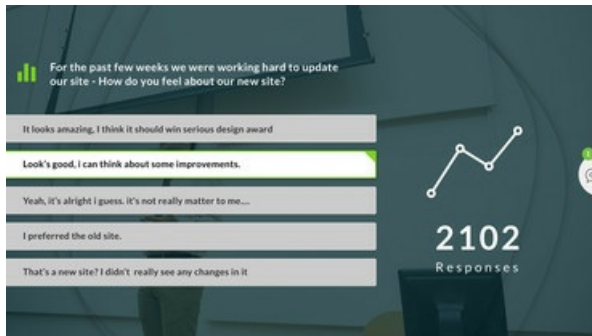 For the past few weeks we were working hard to update
our site - How do you feel about our new site?
It looks amazing, I think it should win serious design award
Look's good, i can think about some improvements.
Yeah, it's alright i guess. it's not really matter to me....
I preferred the old site.
That's a new site? I didn't really see any changes in it
2102
Responses